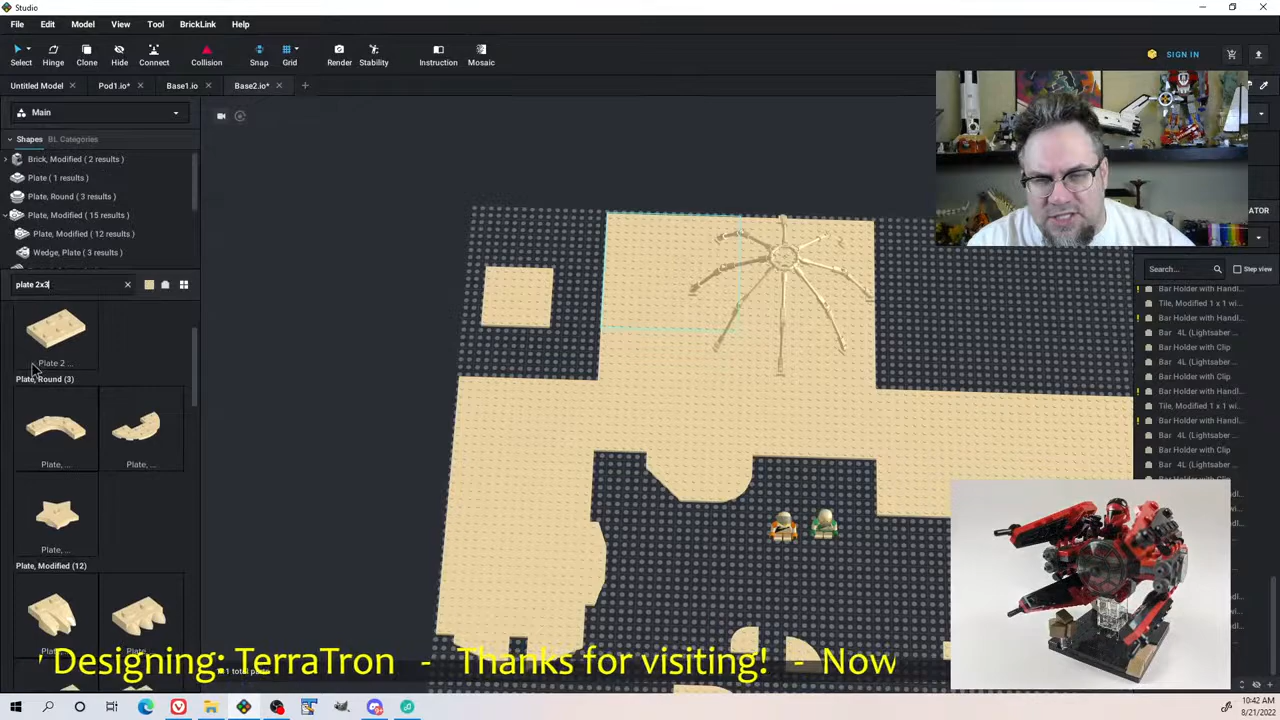 Studio
File Edit Model View Tool BrickLink Help
Select Hinge Clone Hide Connect Collision Snap Grid Render Stability Instruction Mosaic
SIGN IN
Untitled Model Pod1.io* Base1.io Base2.io*
Main
Shapes BL Categories
Brick, Modified ( 2 results )
Plate ( 1 results )
Plate, Round ( 3 results )
Plate, Modified ( 15 results )
Plate, Modified ( 12 results )
Wedge, Plate ( 3 results )
plate 2x3
Plate 2 ...
Plate, Round (3)
Plate, ... Plate, ...
Plate, ...
Plate, Modified (12)
ATOR
Search... Step view
Bar Holder with Handl...
Tile, Modified 1 x 1 wi...
Bar Holder with Handl...
Bar 4L (Lightsaber ...
Bar Holder with Clip
Bar 4L (Lightsaber ...
Bar Holder with Clip
Bar Holder with Handl...
Tile, Modified 1 x 1 wi...
Bar Holder with Handl...
Bar 4L (Lightsaber ...
Bar Holder with Clip
Bar 4L (Lightsaber ...
Designing: TerraTron - Thanks for visiting! - Now
10:42 AM
8/21/2022